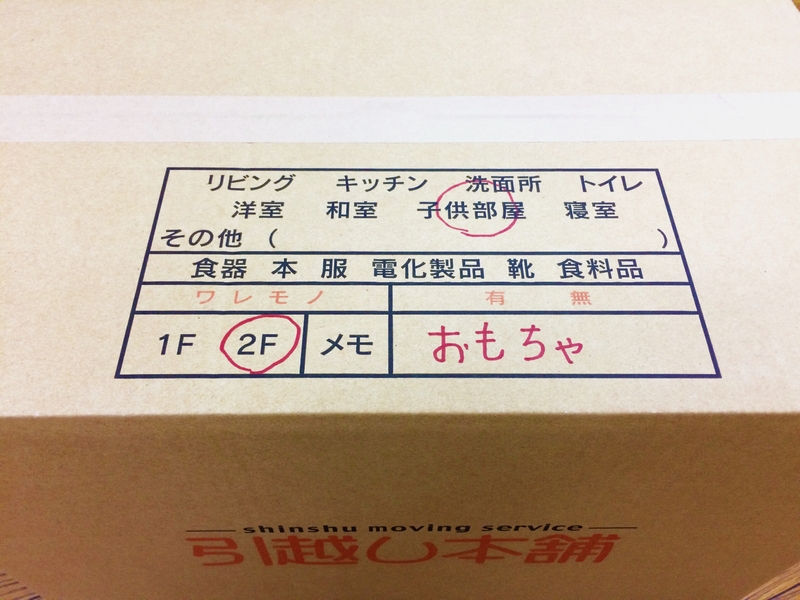 リビング キッチン 洗面所 トイレ
洋室 和室 子供部屋 寝室
その他 ( )
食器 本 服 電化製品 靴 食料品
ワレモノ 有 無
1F 2F メモ おもちゃ
shinshu moving service
引越し本舗